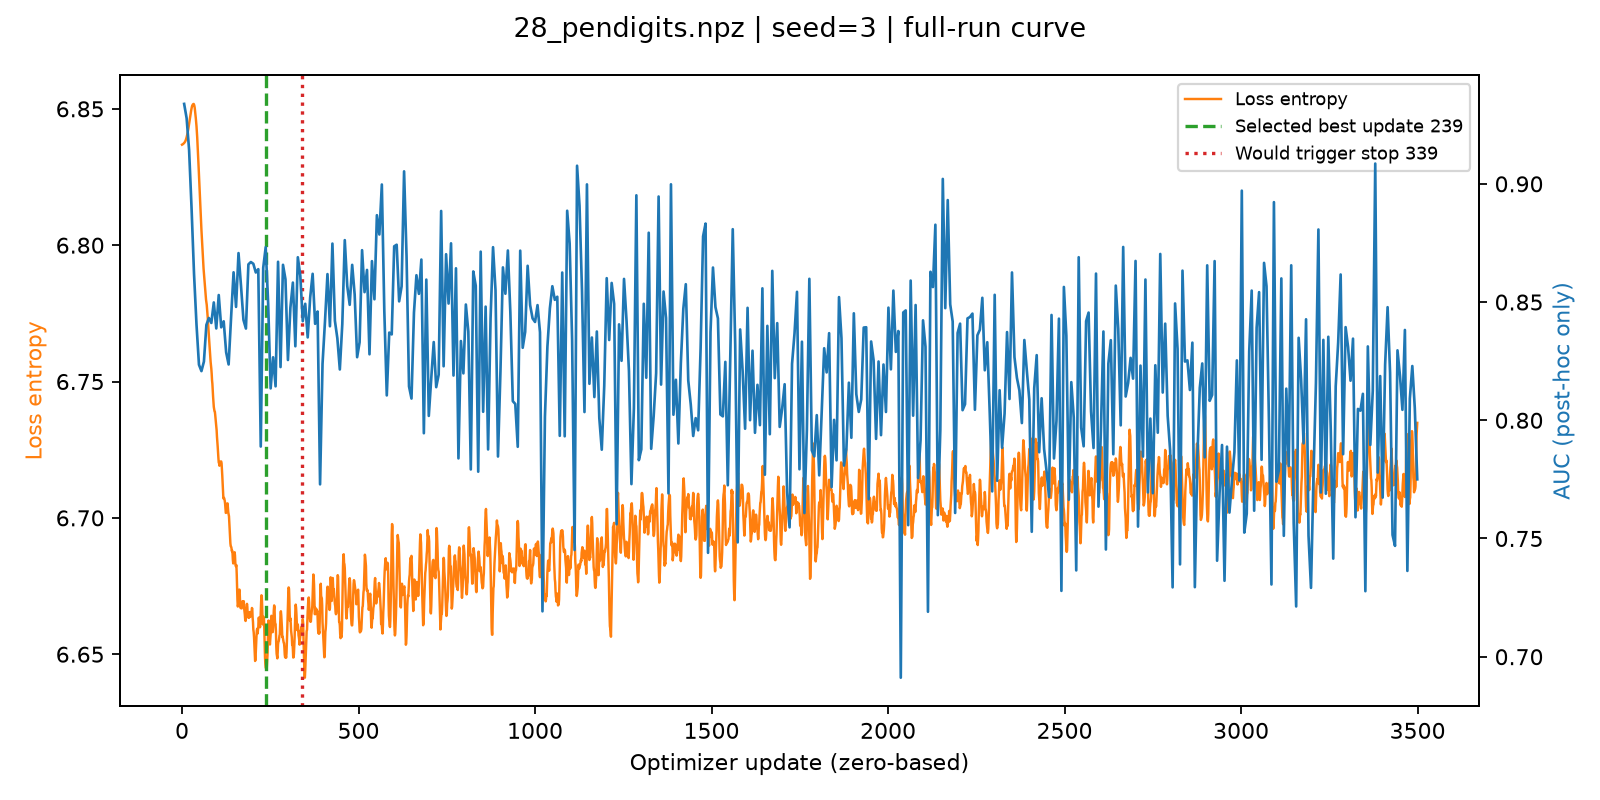 28_pendigits.npz | seed=3 | full-run curve
Loss entropy
Selected best update 239
Would trigger stop 339
6.85
6.80
6.75
6.70
6.65
Loss entropy
0.90
0.85
0.80
0.75
0.70
AUC (post-hoc only)
0
500
1000
1500
2000
2500
3000
3500
Optimizer update (zero-based)